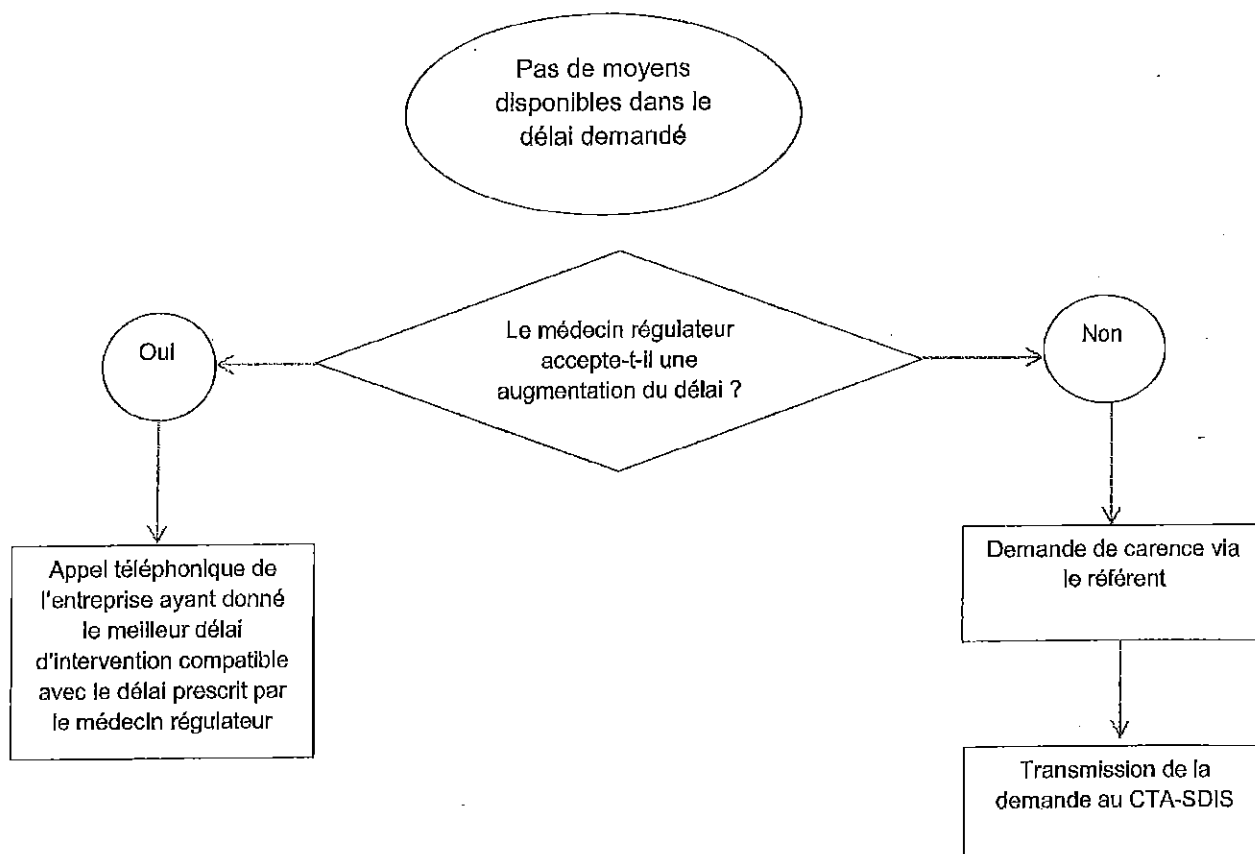 Pas de moyens
disponibles dans le
délai demandé
Le médecin régulateur
accepte-t-il une
augmentation du délai ?
Oui
Non
Appel téléphonique de
l'entreprise ayant donné
le meilleur délai
d'intervention compatible
avec le délai prescrit par
le médecin régulateur
Demande de carence via
le référent
Transmission de la
demande au CTA-SDIS